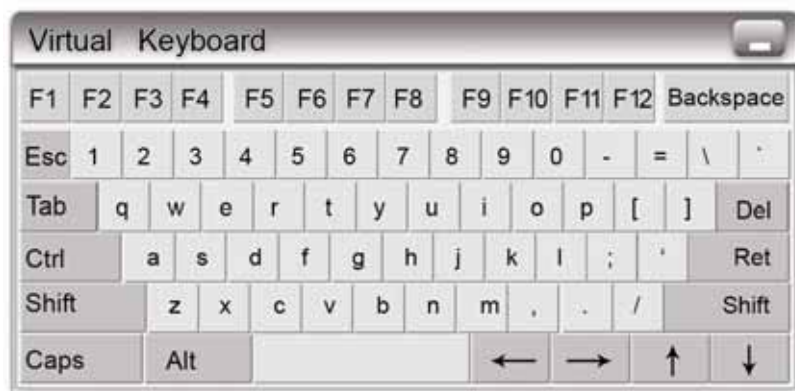 Virtual Keyboard
F1 F2 F3 F4 F5 F6 F7 F8 F9 F10 F11 F12 Backspace
Esc 1 2 3 4 5 6 7 8 9 0 - = \ `
Tab q w e r t y u i o p [ ] Del
Ctrl a s d f g h j k l ; ' Ret
Shift z x c v b n m , . / Shift
Caps Alt ← → ↑ ↓